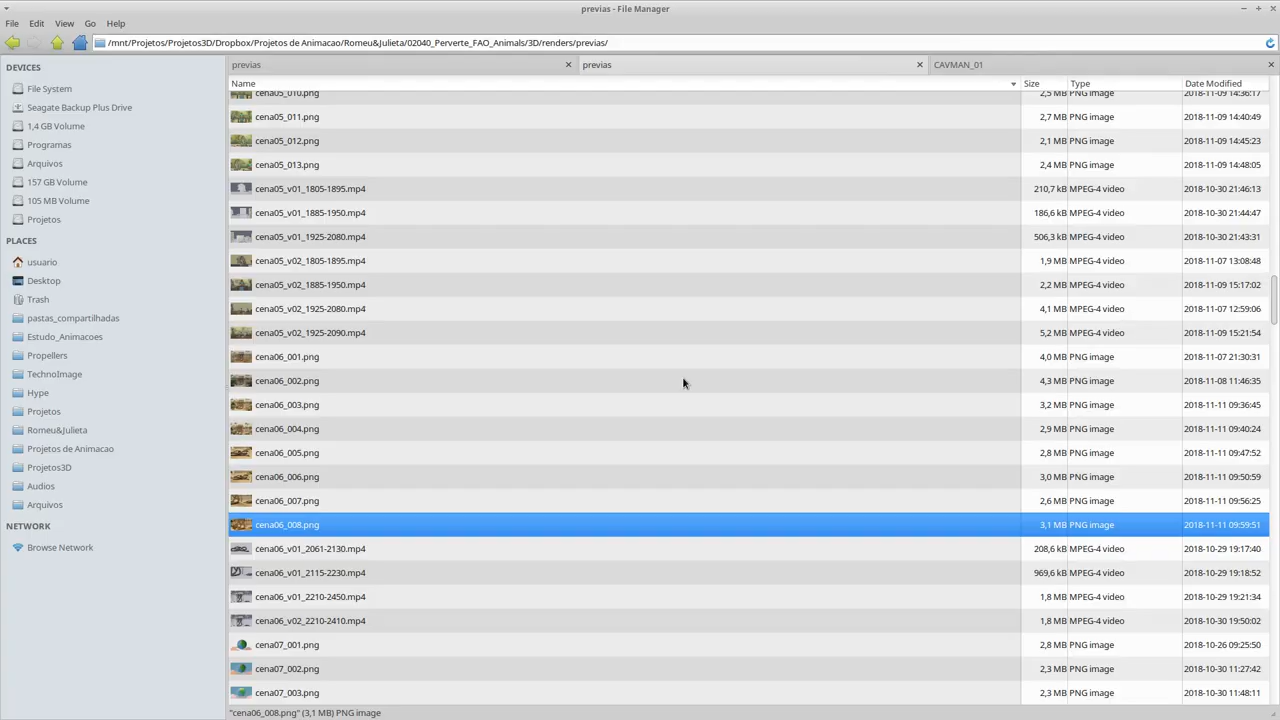 previas - File Manager
File Edit View Go Help
/mnt/Projetos/Projetos3D/Dropbox/Projetos de Animacao/Romeu&Julieta/02040_Perverte_FAO_Animals/3D/renders/previas/
DEVICES
File System
Seagate Backup Plus Drive
1,4 GB Volume
Programas
Arquivos
157 GB Volume
105 MB Volume
Projetos
PLACES
usuario
Desktop
Trash
pastas_compartilhadas
Estudo_Animacoes
Propellers
TechnoImage
Hype
Projetos
Romeu&Julieta
Projetos de Animacao
Projetos3D
Audios
Arquivos
NETWORK
Browse Network
previas previas CAVMAN_01
Name Size Type Date Modified
cena05_010.png 2,5 MB PNG image 2018-11-09 14:36:17
cena05_011.png 2,7 MB PNG image 2018-11-09 14:40:49
cena05_012.png 2,1 MB PNG image 2018-11-09 14:45:23
cena05_013.png 2,4 MB PNG image 2018-11-09 14:48:05
cena05_v01_1805-1895.mp4 210,7 kB MPEG-4 video 2018-10-30 21:46:13
cena05_v01_1885-1950.mp4 186,6 kB MPEG-4 video 2018-10-30 21:44:47
cena05_v01_1925-2080.mp4 506,3 kB MPEG-4 video 2018-10-30 21:43:31
cena05_v02_1805-1895.mp4 1,9 MB MPEG-4 video 2018-11-07 13:08:48
cena05_v02_1885-1950.mp4 2,2 MB MPEG-4 video 2018-11-09 15:17:02
cena05_v02_1925-2080.mp4 4,1 MB MPEG-4 video 2018-11-07 12:59:06
cena05_v02_1925-2090.mp4 5,2 MB MPEG-4 video 2018-11-09 15:21:54
cena06_001.png 4,0 MB PNG image 2018-11-07 21:30:31
cena06_002.png 4,3 MB PNG image 2018-11-08 11:46:35
cena06_003.png 3,2 MB PNG image 2018-11-11 09:36:45
cena06_004.png 2,9 MB PNG image 2018-11-11 09:40:24
cena06_005.png 2,8 MB PNG image 2018-11-11 09:47:52
cena06_006.png 3,0 MB PNG image 2018-11-11 09:50:59
cena06_007.png 2,6 MB PNG image 2018-11-11 09:56:25
cena06_008.png 3,1 MB PNG image 2018-11-11 09:59:51
cena06_v01_2061-2130.mp4 208,6 kB MPEG-4 video 2018-10-29 19:17:40
cena06_v01_2115-2230.mp4 969,6 kB MPEG-4 video 2018-10-29 19:18:52
cena06_v01_2210-2450.mp4 1,8 MB MPEG-4 video 2018-10-29 19:21:34
cena06_v02_2210-2410.mp4 1,8 MB MPEG-4 video 2018-10-30 19:50:02
cena07_001.png 2,8 MB PNG image 2018-10-26 09:25:50
cena07_002.png 2,3 MB PNG image 2018-10-30 11:27:42
cena07_003.png 2,3 MB PNG image 2018-10-30 11:48:11
"cena06_008.png" (3,1 MB) PNG image